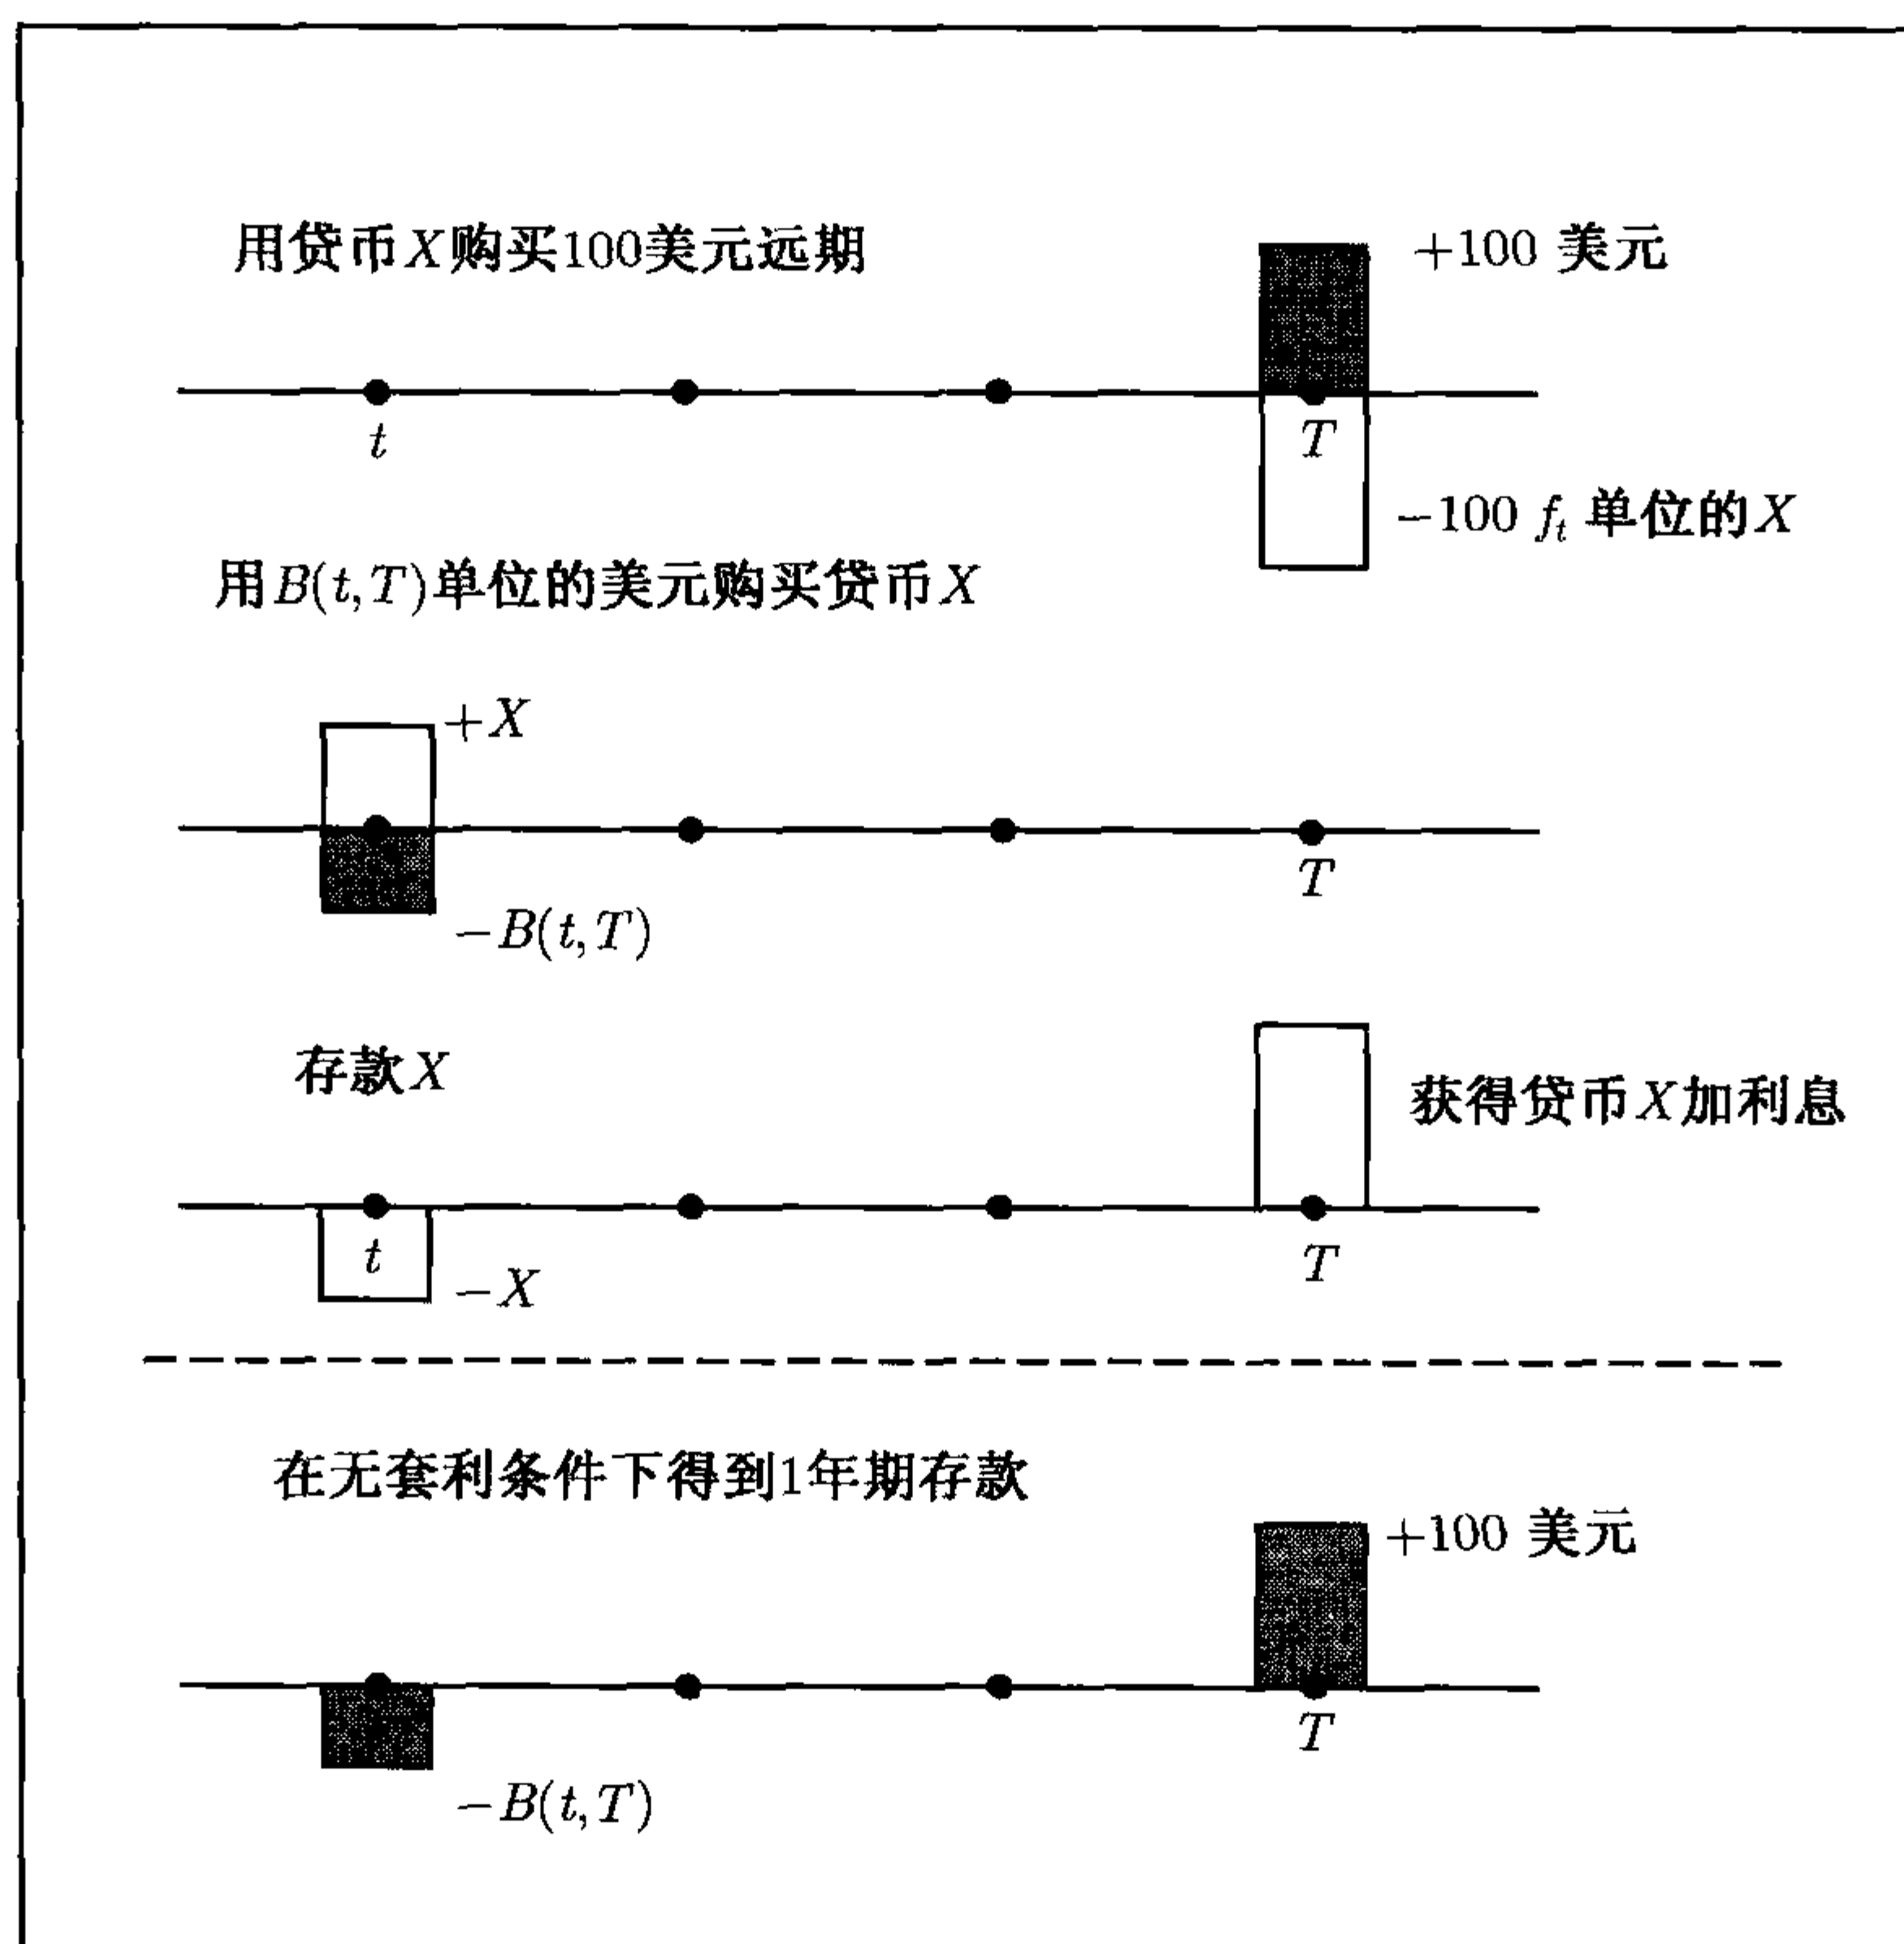 用货币X购买100美元远期
+100 美元
t
T
−100 fₜ 单位的X
用B(t,T)单位的美元购买货币X
+X
T
−B(t,T)
存款X
获得货币X加利息
t
T
−X
在无套利条件下得到1年期存款
+100 美元
T
−B(t,T)